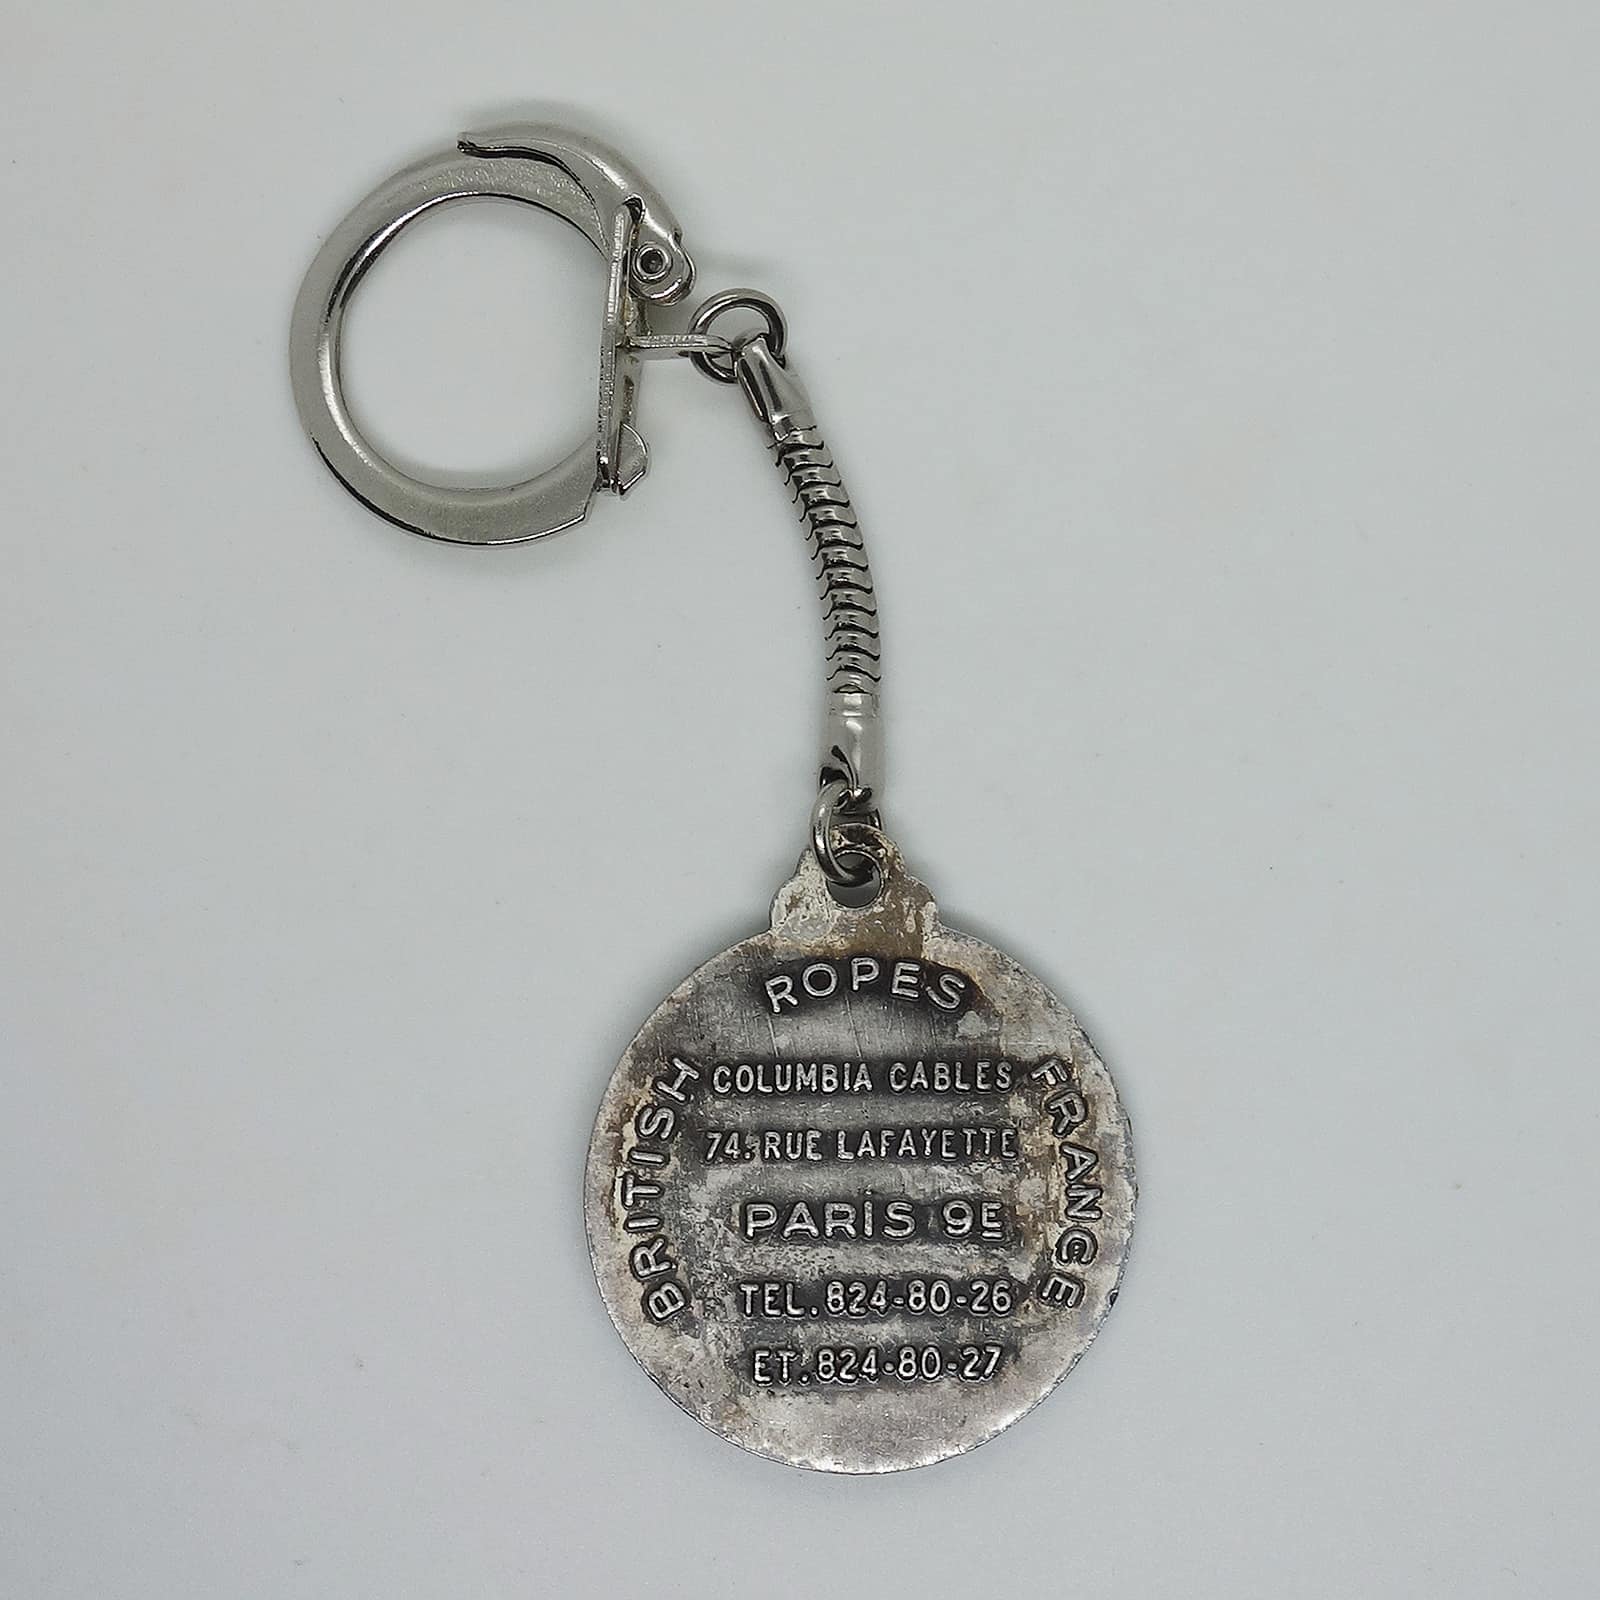 BRITISH
ROPES
FRANCE
COLUMBIA CABLES
74. RUE LAFAYETTE
PARIS 9E
TEL. 824-80-26
ET. 824-80-27